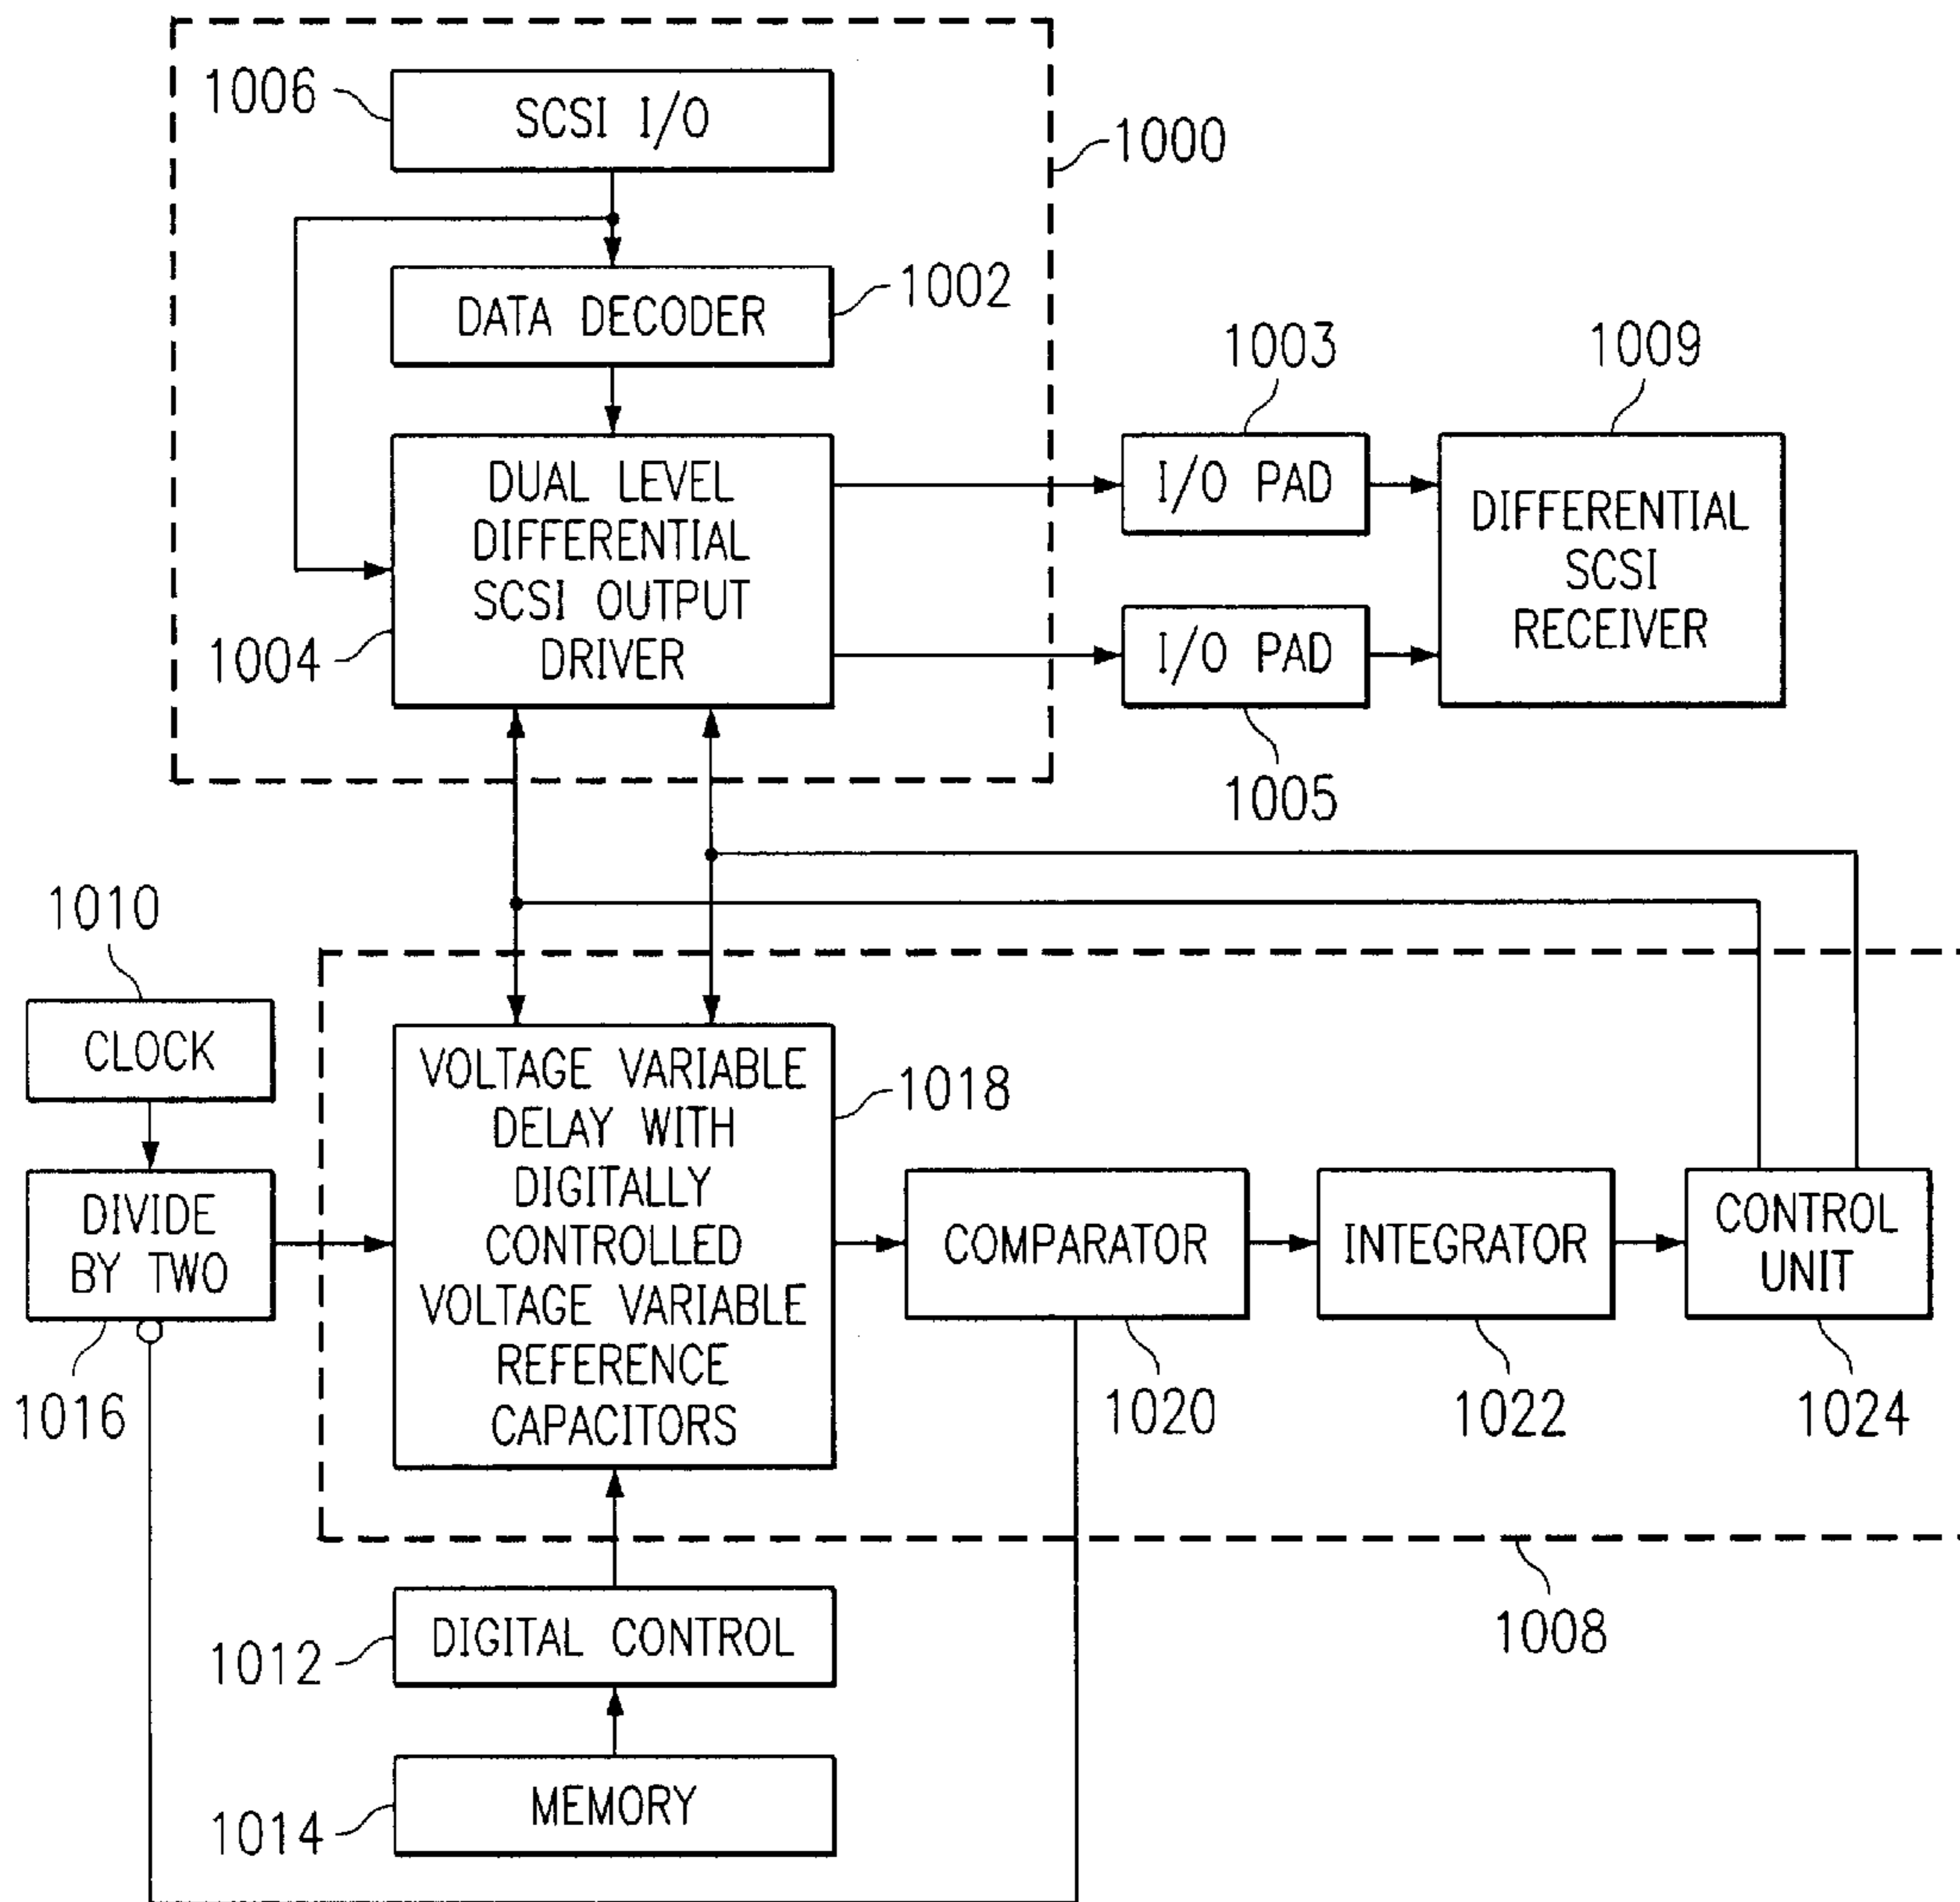 1006
SCSI I/O
1000
DATA DECODER
1002
1003
1009
DUAL LEVEL
DIFFERENTIAL
SCSI OUTPUT
DRIVER
1004
I/O PAD
I/O PAD
1005
DIFFERENTIAL
SCSI
RECEIVER
1010
CLOCK
DIVIDE
BY TWO
1016
VOLTAGE VARIABLE
DELAY WITH
DIGITALLY
CONTROLLED
VOLTAGE VARIABLE
REFERENCE
CAPACITORS
1018
COMPARATOR
1020
INTEGRATOR
1022
CONTROL
UNIT
1024
1008
DIGITAL CONTROL
1012
MEMORY
1014